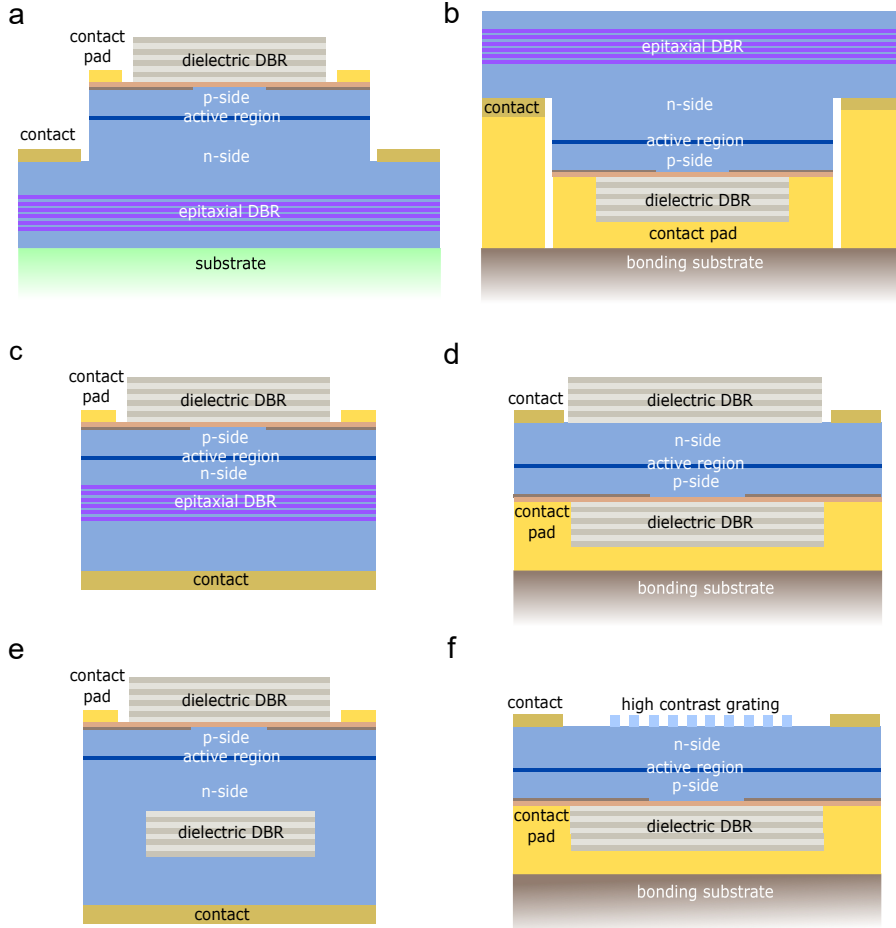 a
contact
pad
dielectric DBR
p-side
active region
contact
n-side
epitaxial DBR
substrate
b
epitaxial DBR
contact
n-side
active region
p-side
dielectric DBR
contact pad
bonding substrate
c
contact
pad
dielectric DBR
p-side
active region
n-side
epitaxial DBR
contact
d
contact
dielectric DBR
n-side
active region
p-side
contact
pad
dielectric DBR
bonding substrate
e
contact
pad
dielectric DBR
p-side
active region
n-side
dielectric DBR
contact
f
contact
high contrast grating
n-side
active region
p-side
contact
pad
dielectric DBR
bonding substrate